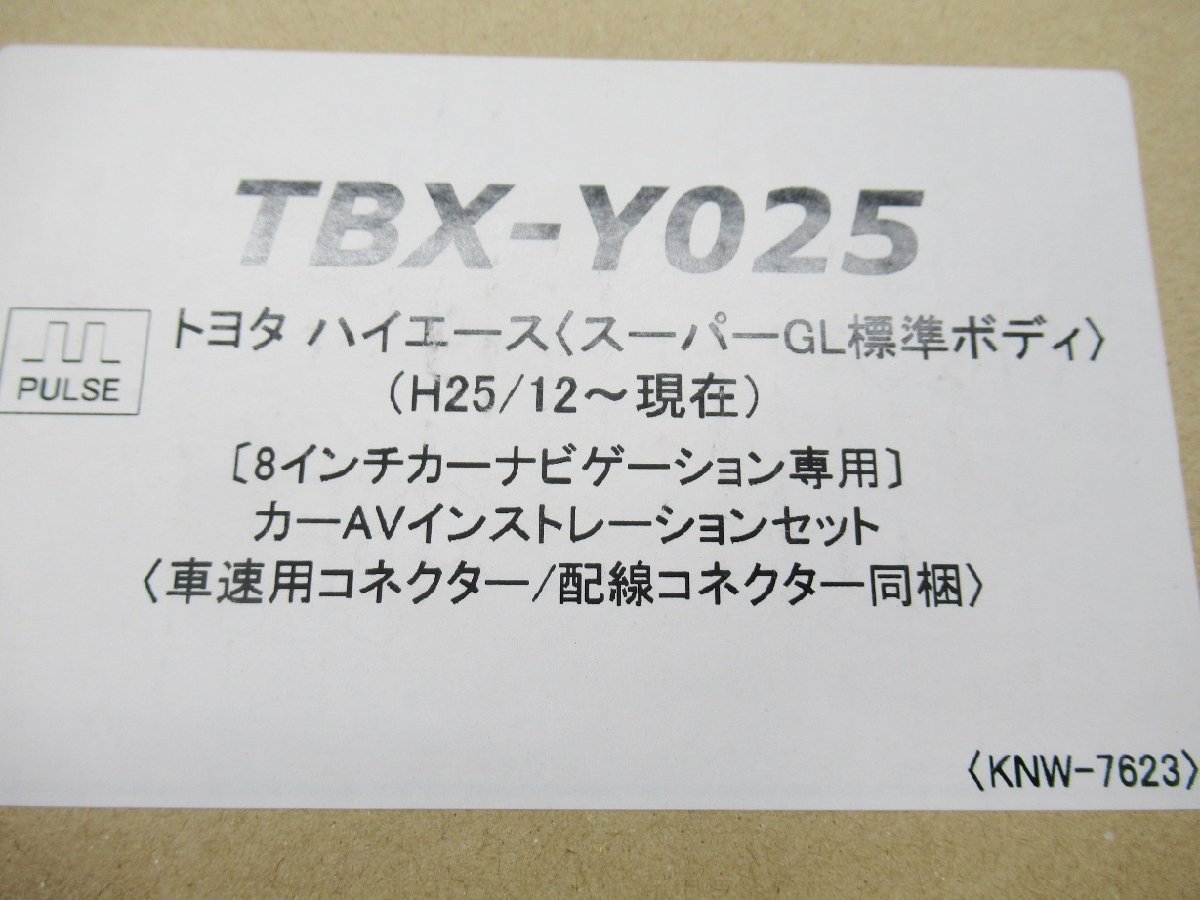 TBX-Y025
PULSE
トヨタ ハイエース〈スーパーGL標準ボディ〉
（H25/12～現在）
〔8インチカーナビゲーション専用〕
カーAVインストレーションセット
〈車速用コネクター/配線コネクター同梱〉
〈KNW-7623〉